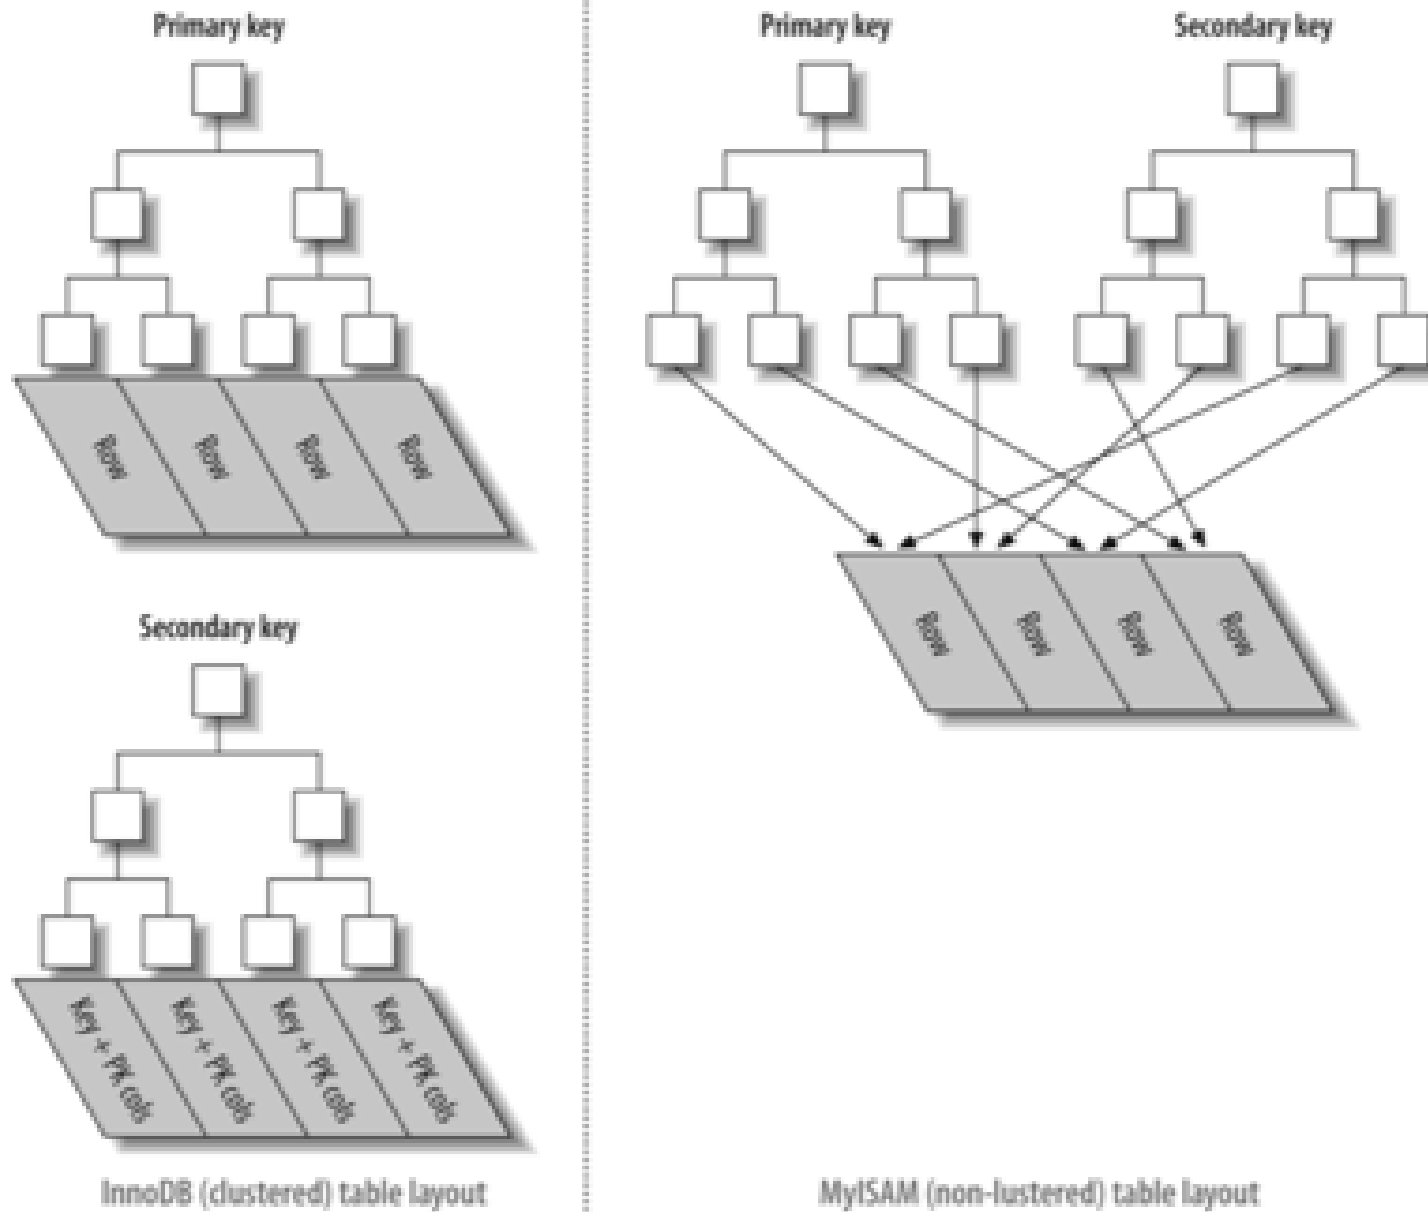 Primary key
Row
Row
Row
Row
Secondary key
Key + PK cols
Key + PK cols
Key + PK cols
Key + PK cols
InnoDB (clustered) table layout
Primary key
Secondary key
Row
Row
Row
Row
MyISAM (non-lustered) table layout